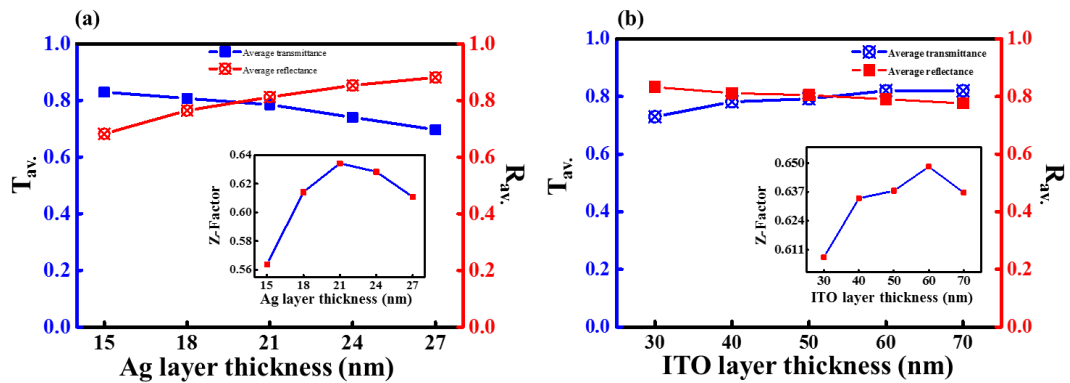 (a)
1.0
0.8
0.6
0.4
0.2
0.0
T_av.
Average transmittance
Average reflectance
1.0
0.8
0.6
0.4
0.2
0.0
R_av.
0.64
0.62
0.60
0.58
0.56
Z-Factor
15 18 21 24 27
Ag layer thickness (nm)
15 18 21 24 27
Ag layer thickness (nm)
(b)
1.0
0.8
0.6
0.4
0.2
0.0
T_av.
Average transmittance
Average reflectance
1.0
0.8
0.6
0.4
0.2
0.0
R_av.
0.650
0.637
0.624
0.611
Z-Factor
30 40 50 60 70
ITO layer thickness (nm)
30 40 50 60 70
ITO layer thickness (nm)